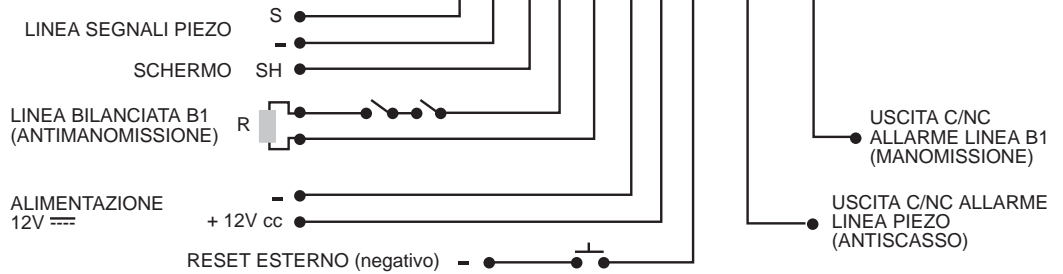 LINEA SEGNALI PIEZO
S
-
SCHERMO SH
LINEA BILANCIATA B1
(ANTIMANOMISSIONE)
R
ALIMENTAZIONE
12V
-
+ 12V cc
RESET ESTERNO (negativo) -
USCITA C/NC
ALLARME LINEA B1
(MANOMISSIONE)
USCITA C/NC ALLARME
LINEA PIEZO
(ANTISCASSO)